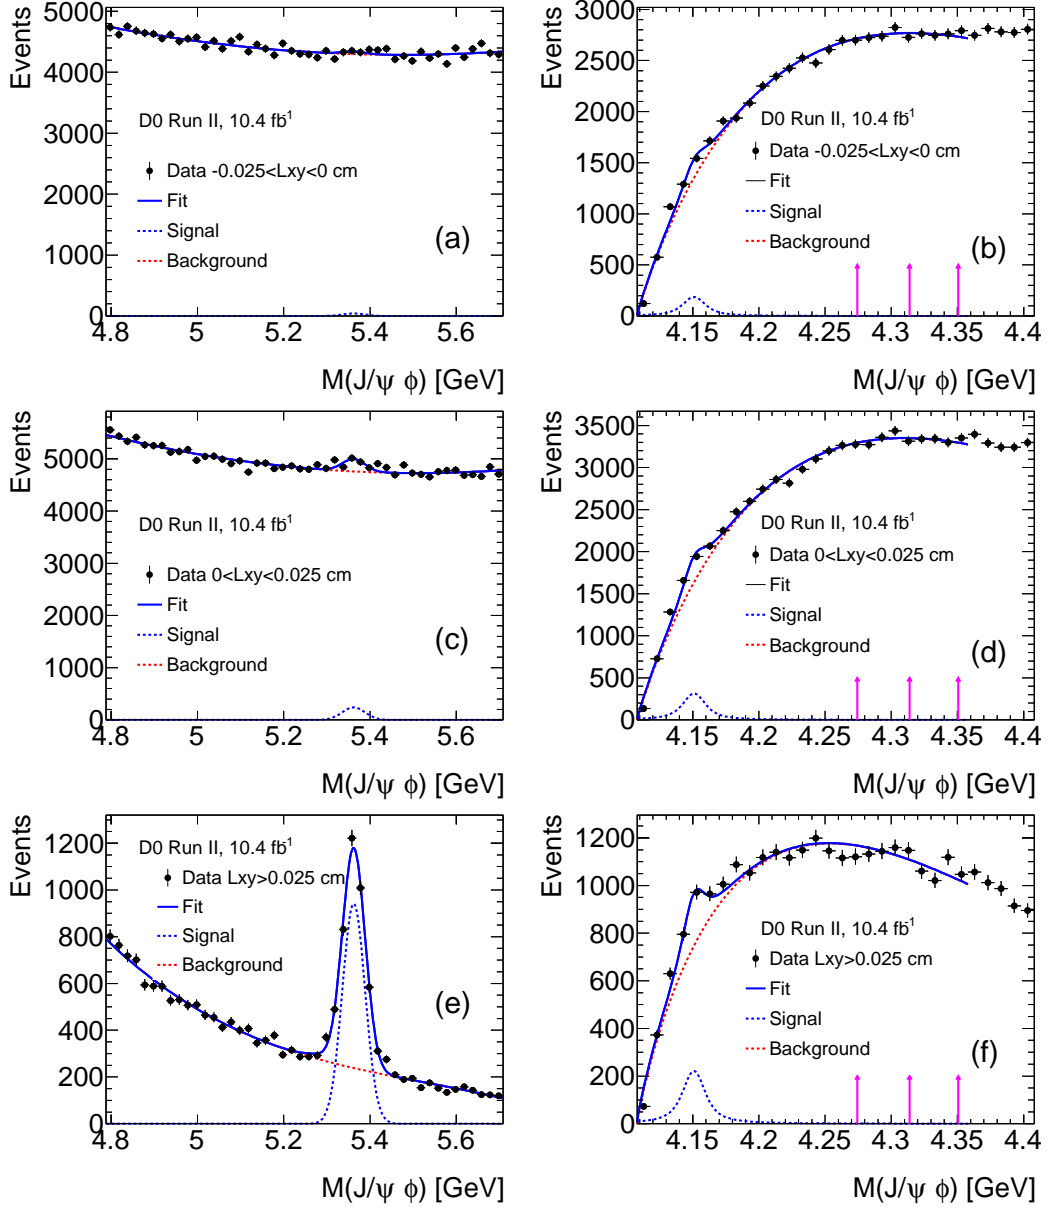 Events
5000
4000
3000
2000
1000
0
D0 Run II, 10.4 fb-1
Data -0.025<Lxy<0 cm
Fit
Signal
Background
(a)
4.8 5 5.2 5.4 5.6
M(J/ψ φ) [GeV]
Events
3000
2500
2000
1500
1000
500
0
D0 Run II, 10.4 fb-1
Data -0.025<Lxy<0 cm
Fit
Signal
Background
(b)
4.15 4.2 4.25 4.3 4.35 4.4
M(J/ψ φ) [GeV]
Events
5000
4000
3000
2000
1000
0
D0 Run II, 10.4 fb-1
Data 0<Lxy<0.025 cm
Fit
Signal
Background
(c)
4.8 5 5.2 5.4 5.6
M(J/ψ φ) [GeV]
Events
3500
3000
2500
2000
1500
1000
500
0
D0 Run II, 10.4 fb-1
Data 0<Lxy<0.025 cm
Fit
Signal
Background
(d)
4.15 4.2 4.25 4.3 4.35 4.4
M(J/ψ φ) [GeV]
Events
1200
1000
800
600
400
200
0
D0 Run II, 10.4 fb-1
Data Lxy>0.025 cm
Fit
Signal
Background
(e)
4.8 5 5.2 5.4 5.6
M(J/ψ φ) [GeV]
Events
1200
1000
800
600
400
200
0
D0 Run II, 10.4 fb-1
Data Lxy>0.025 cm
Fit
Signal
Background
(f)
4.15 4.2 4.25 4.3 4.35 4.4
M(J/ψ φ) [GeV]